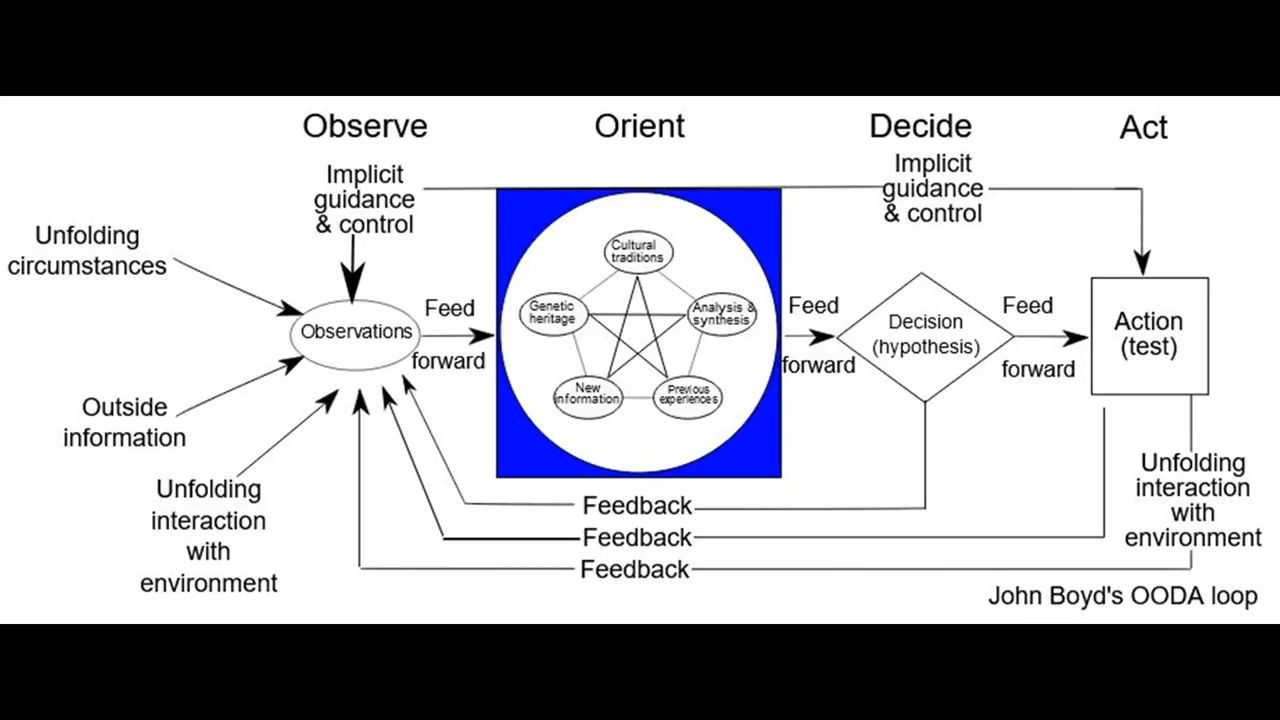 Observe
Orient
Decide
Act
Implicit
guidance
& control
Implicit
guidance
& control
Unfolding
circumstances
Observations
Outside
information
Unfolding
interaction
with
environment
Feed
forward
Cultural
traditions
Genetic
heritage
Analysis &
synthesis
New
information
Previous
experiences
Feed
forward
Decision
(hypothesis)
Feed
forward
Action
(test)
Unfolding
interaction
with
environment
Feedback
Feedback
Feedback
John Boyd's OODA loop